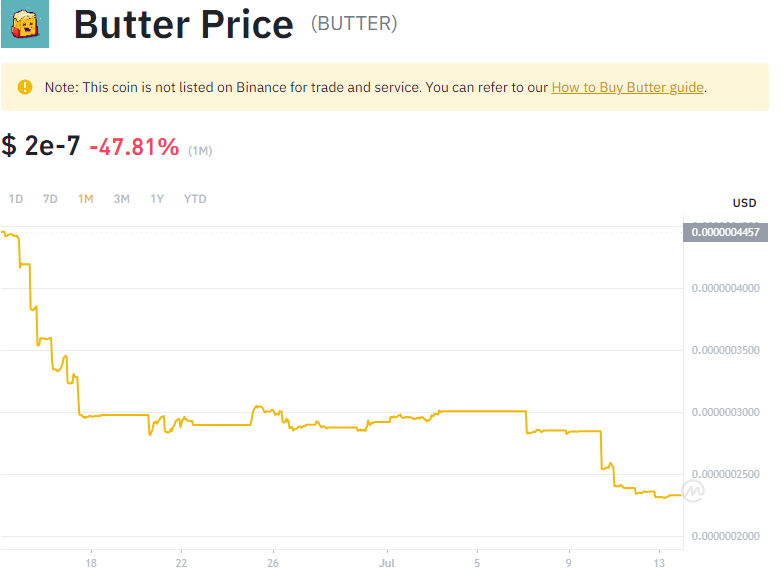 Butter Price (BUTTER)
Note: This coin is not listed on Binance for trade and service. You can refer to our How to Buy Butter guide.
$ 2e-7 -47.81% (1M)
1D 7D 1M 3M 1Y YTD
USD
0.0000004457
0.0000004000
0.0000003500
0.0000003000
0.0000002500
0.0000002000
18 22 26 Jul 5 9 13